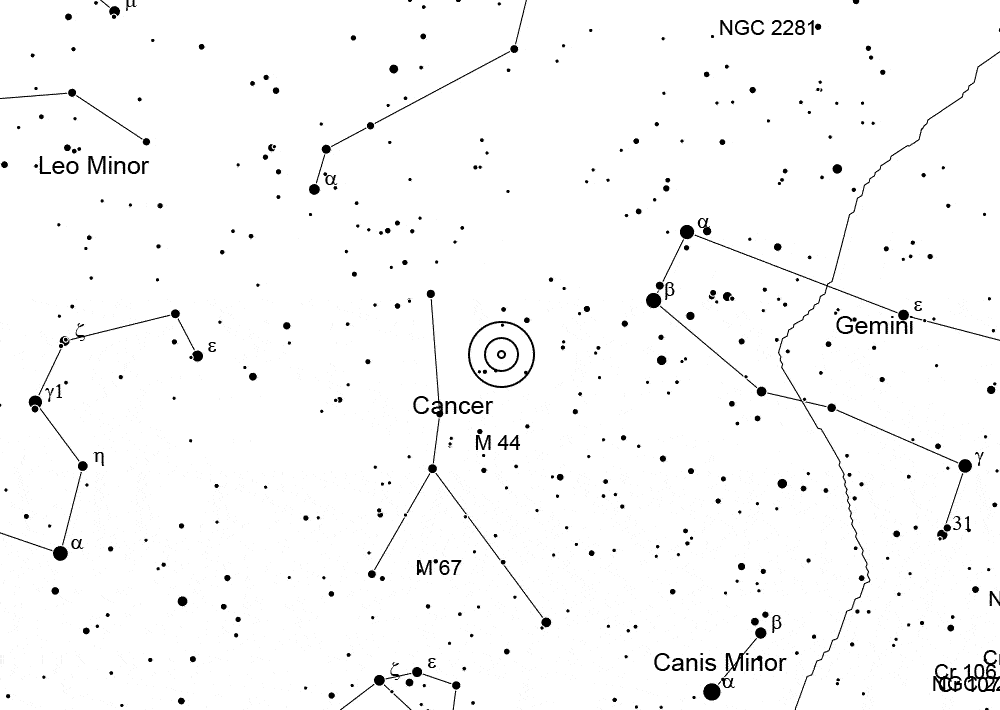 μ
NGC 2281
Leo Minor
α
α
β
ε
Gemini
ζ
ε
γ1
Cancer
M 44
η
γ
31
α
M 67
β
Canis Minor
α
ζ
ε
Cr 106